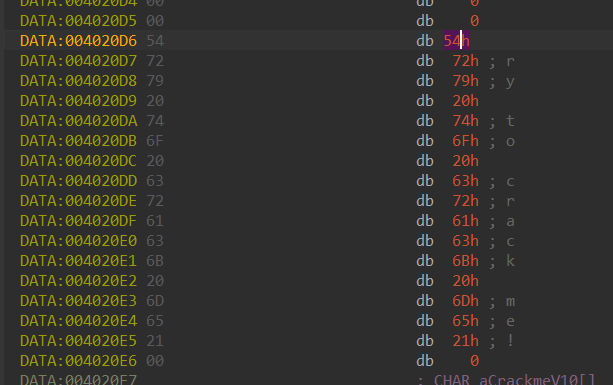 DATA:004020D4 00 db 0
DATA:004020D5 00 db 0
DATA:004020D6 54 db 54h
DATA:004020D7 72 db 72h ; r
DATA:004020D8 79 db 79h ; y
DATA:004020D9 20 db 20h
DATA:004020DA 74 db 74h ; t
DATA:004020DB 6F db 6Fh ; o
DATA:004020DC 20 db 20h
DATA:004020DD 63 db 63h ; c
DATA:004020DE 72 db 72h ; r
DATA:004020DF 61 db 61h ; a
DATA:004020E0 63 db 63h ; c
DATA:004020E1 6B db 6Bh ; k
DATA:004020E2 20 db 20h
DATA:004020E3 6D db 6Dh ; m
DATA:004020E4 65 db 65h ; e
DATA:004020E5 21 db 21h ; !
DATA:004020E6 00 db 0
DATA:004020E7 ; CHAR aCrackmeV10[]